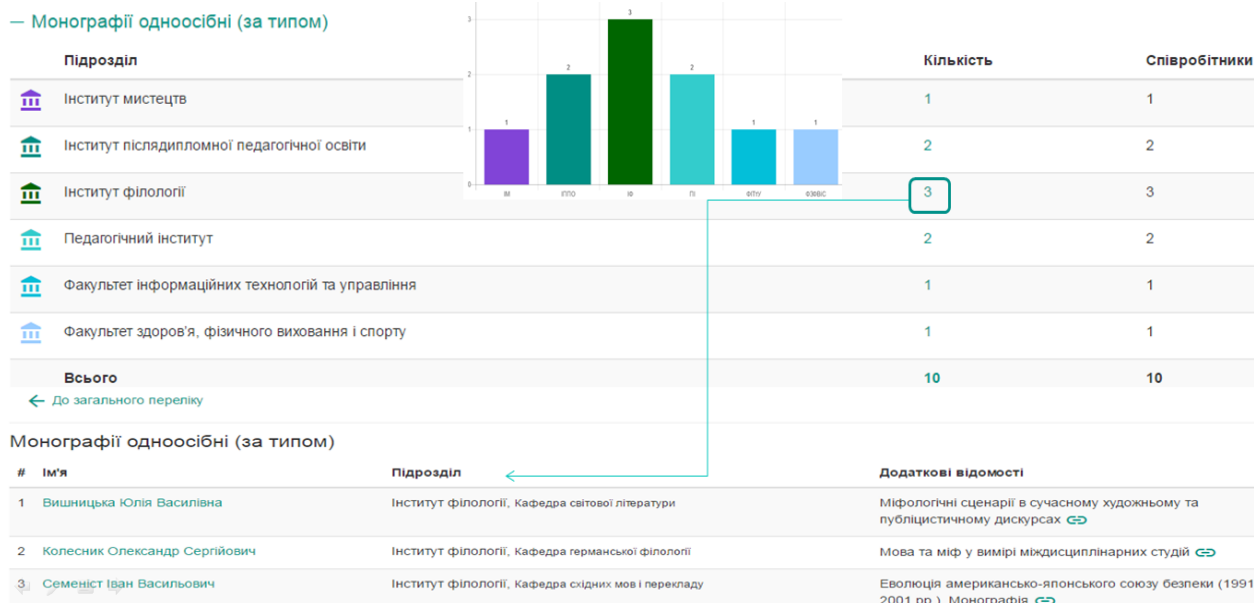 — Монографії одноосібні (за типом)
Підрозділ Кількість Співробітники
3 3
2 2 2
1 1 1 1
0
ІМ ІППО ІФ ПІ ФІТІУ ФЗФВІС
Інститут мистецтв 1 1
Інститут післядипломної педагогічної освіти 2 2
Інститут філології 3 3
Педагогічний інститут 2 2
Факультет інформаційних технологій та управління 1 1
Факультет здоров'я, фізичного виховання і спорту 1 1
Всього 10 10
← До загального переліку
Монографії одноосібні (за типом)
# Ім'я Підрозділ Додаткові відомості
1 Вишницька Юлія Василівна Інститут філології, Кафедра світової літератури Міфологічні сценарії в сучасному художньому та
публіцистичному дискурсах
2 Колесник Олександр Сергійович Інститут філології, Кафедра германської філології Мова та міф у вимірі міждисциплінарних студій
3 Семеніст Іван Васильович Інститут філології, Кафедра східних мов і перекладу Еволюція американсько-японського союзу безпеки (1991
2001 рр.). Монографія